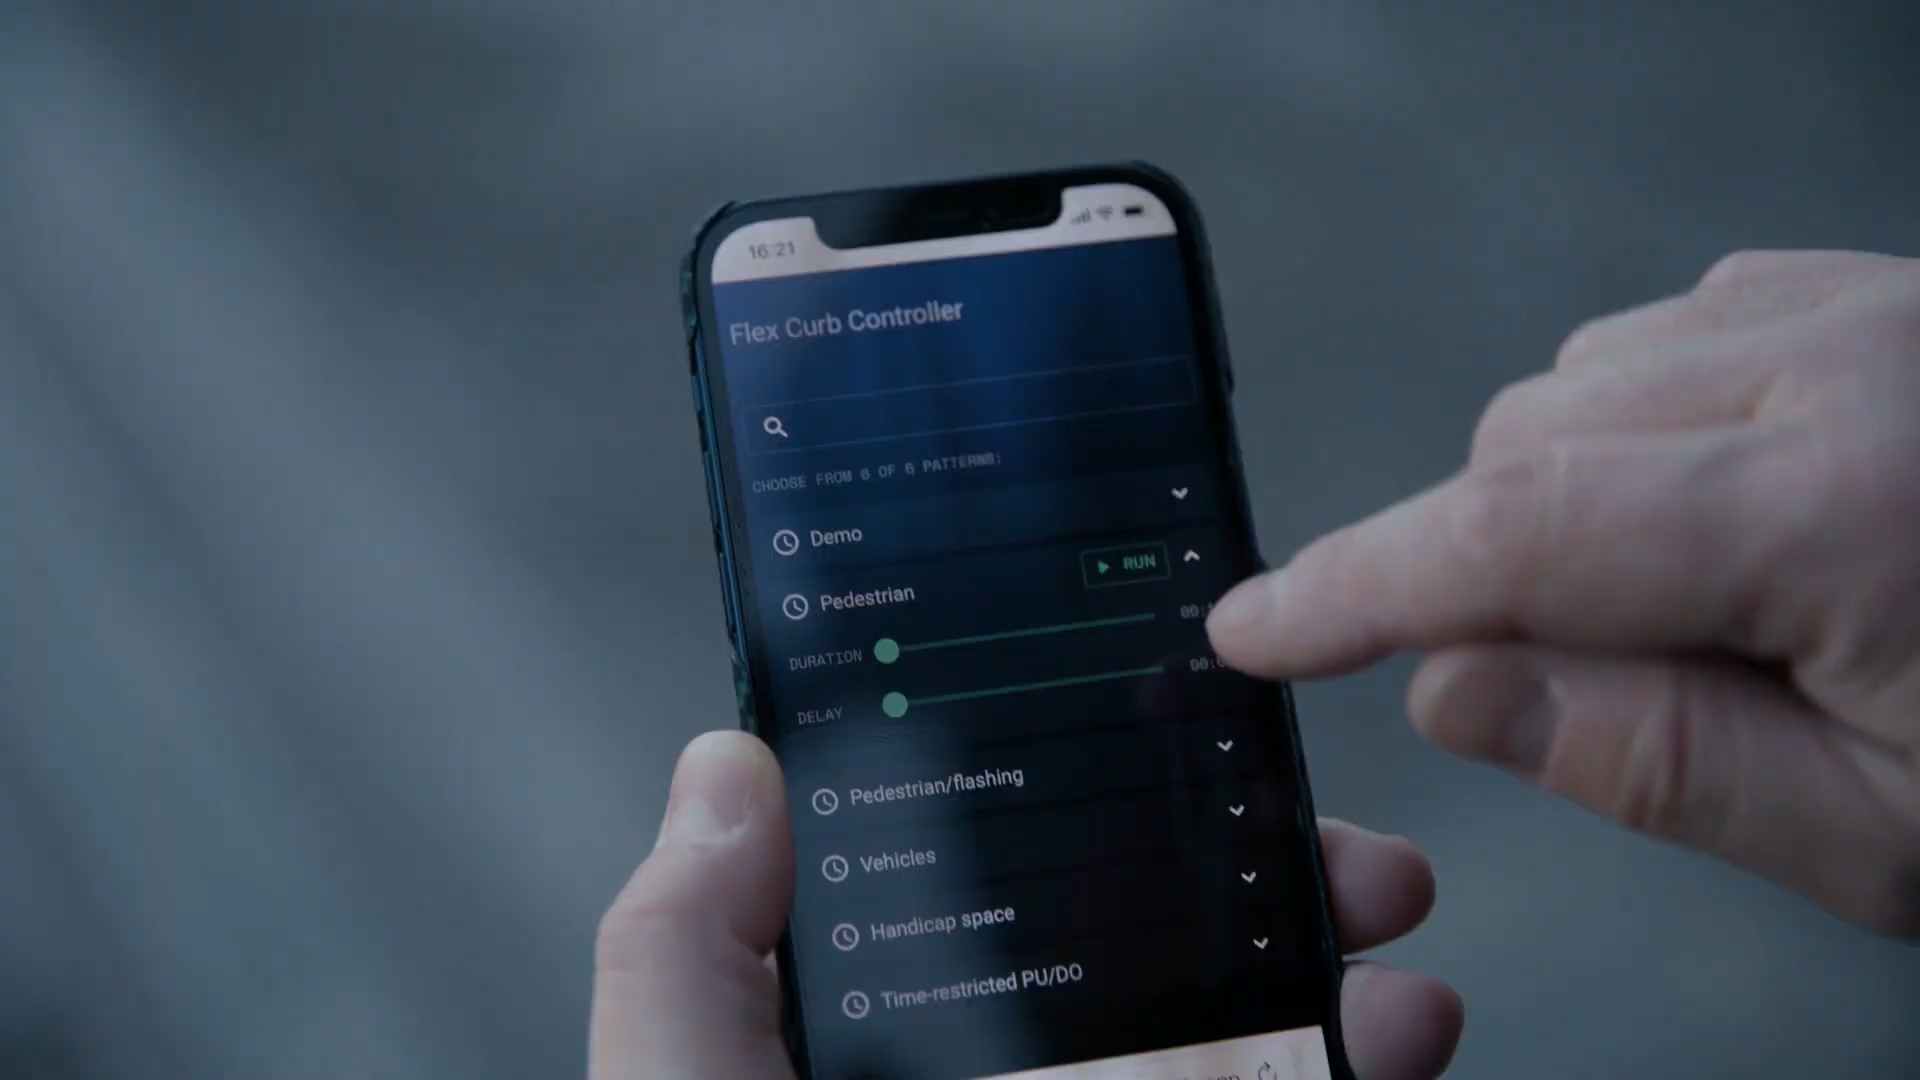 16:21
Flex Curb Controller
CHOOSE FROM 6 OF 6 PATTERNS:
Demo
Pedestrian
RUN
DURATION
DELAY
Pedestrian/flashing
Vehicles
Handicap space
Time-restricted PU/DO